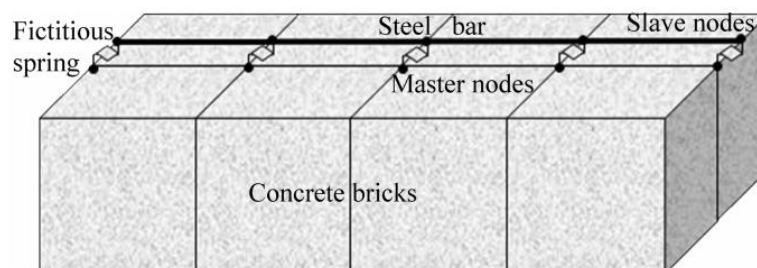 Fictitious
spring
Steel bar
Slave nodes
Master nodes
Concrete bricks